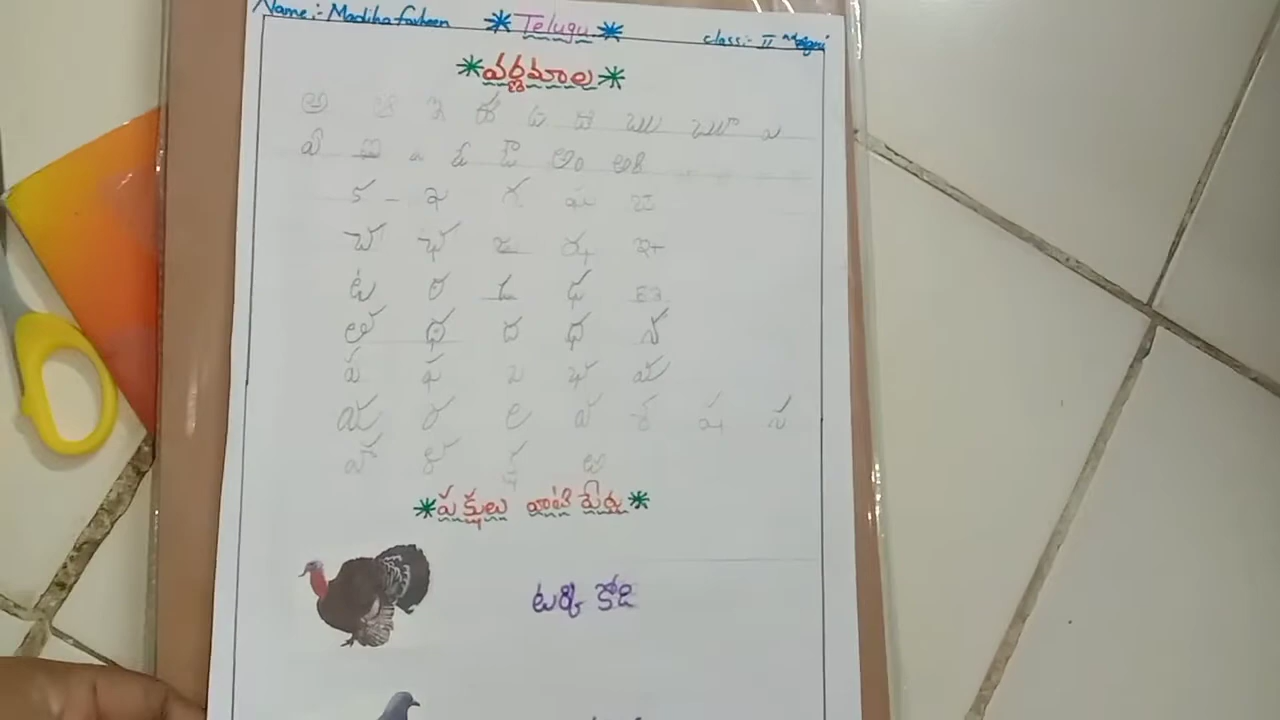 Name:- Madiha farheen * Telugu * class:- II
*వర్ణమాల*
అ ఆ ఇ ఈ ఉ ఊ ఋ ౠ ఎ
ఏ ఐ ఒ ఓ ఔ అం అః
క - ఖ గ ఘ ఙ
చ ఛ జ ఝ ఞ
ట ఠ డ ఢ ణ
త థ ద ధ న
ప ఫ బ భ మ
య ర ల వ శ ష స
హ ళ క్ష ఱ
*పక్షులు వాటి పేర్లు*
టర్కి కోడి